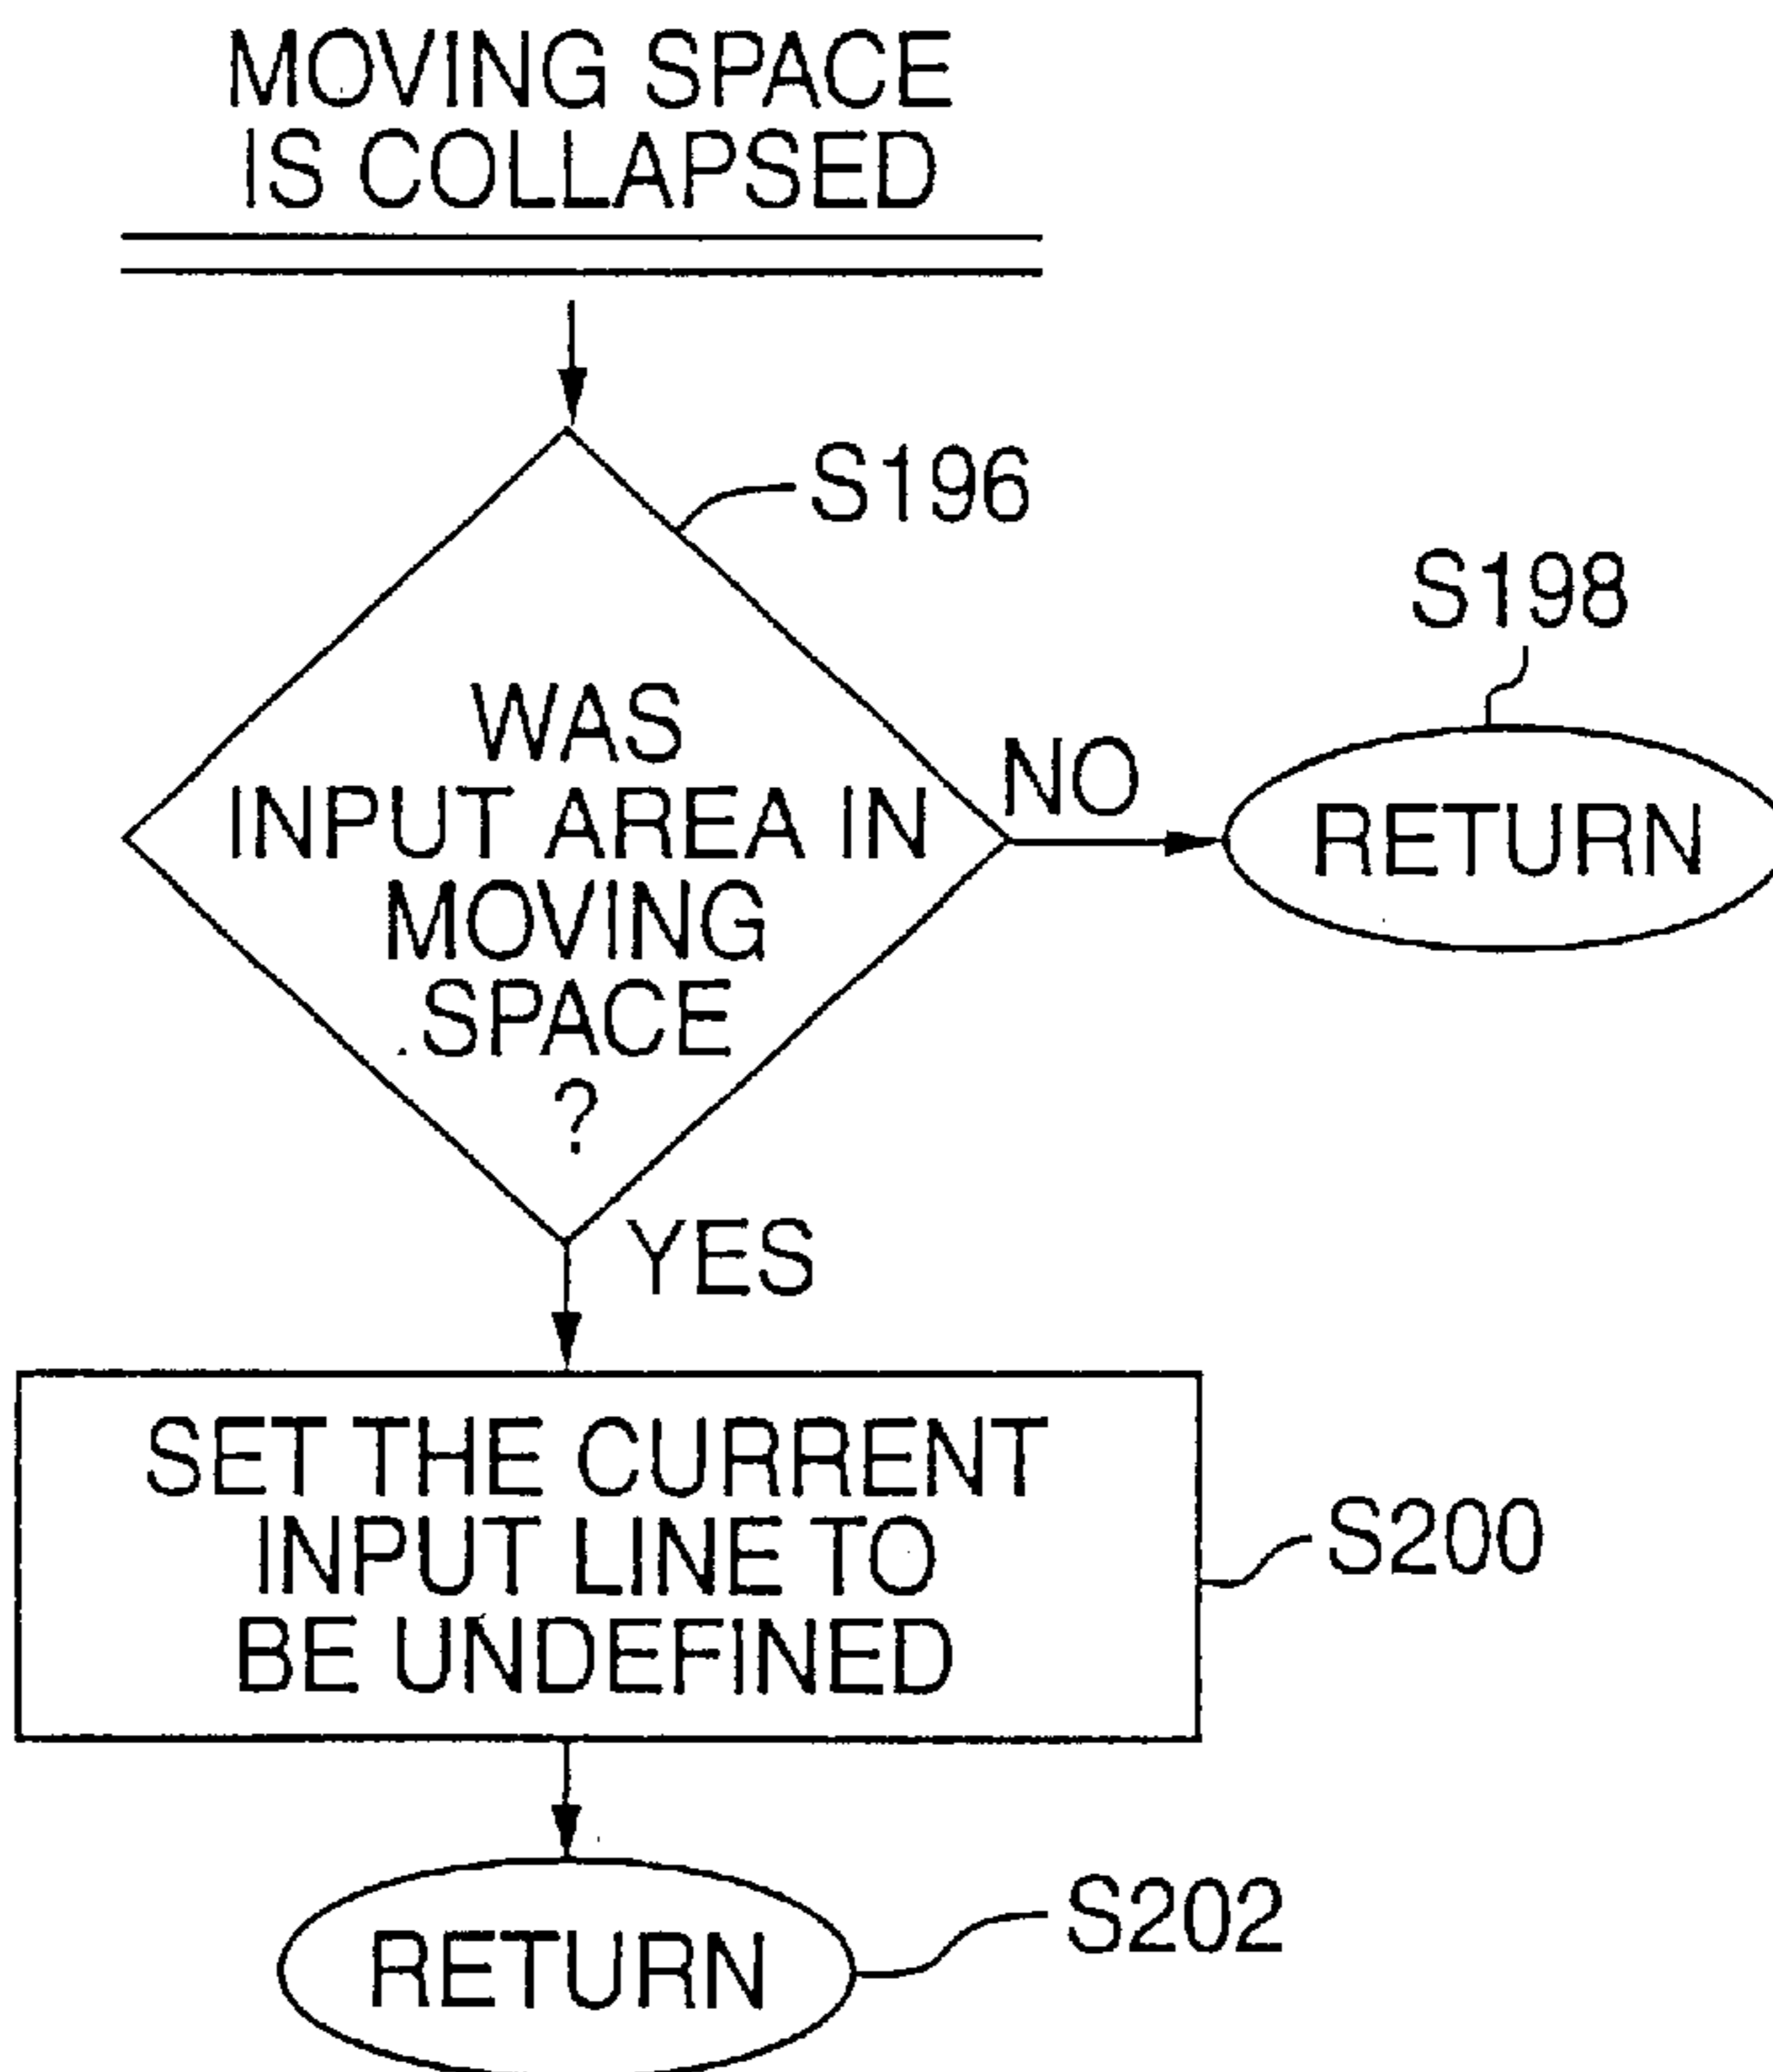 MOVING SPACE
IS COLLAPSED
S196
S198
WAS
INPUT AREA IN
MOVING
SPACE
?
NO
RETURN
YES
SET THE CURRENT
INPUT LINE TO
BE UNDEFINED
S200
RETURN
S202